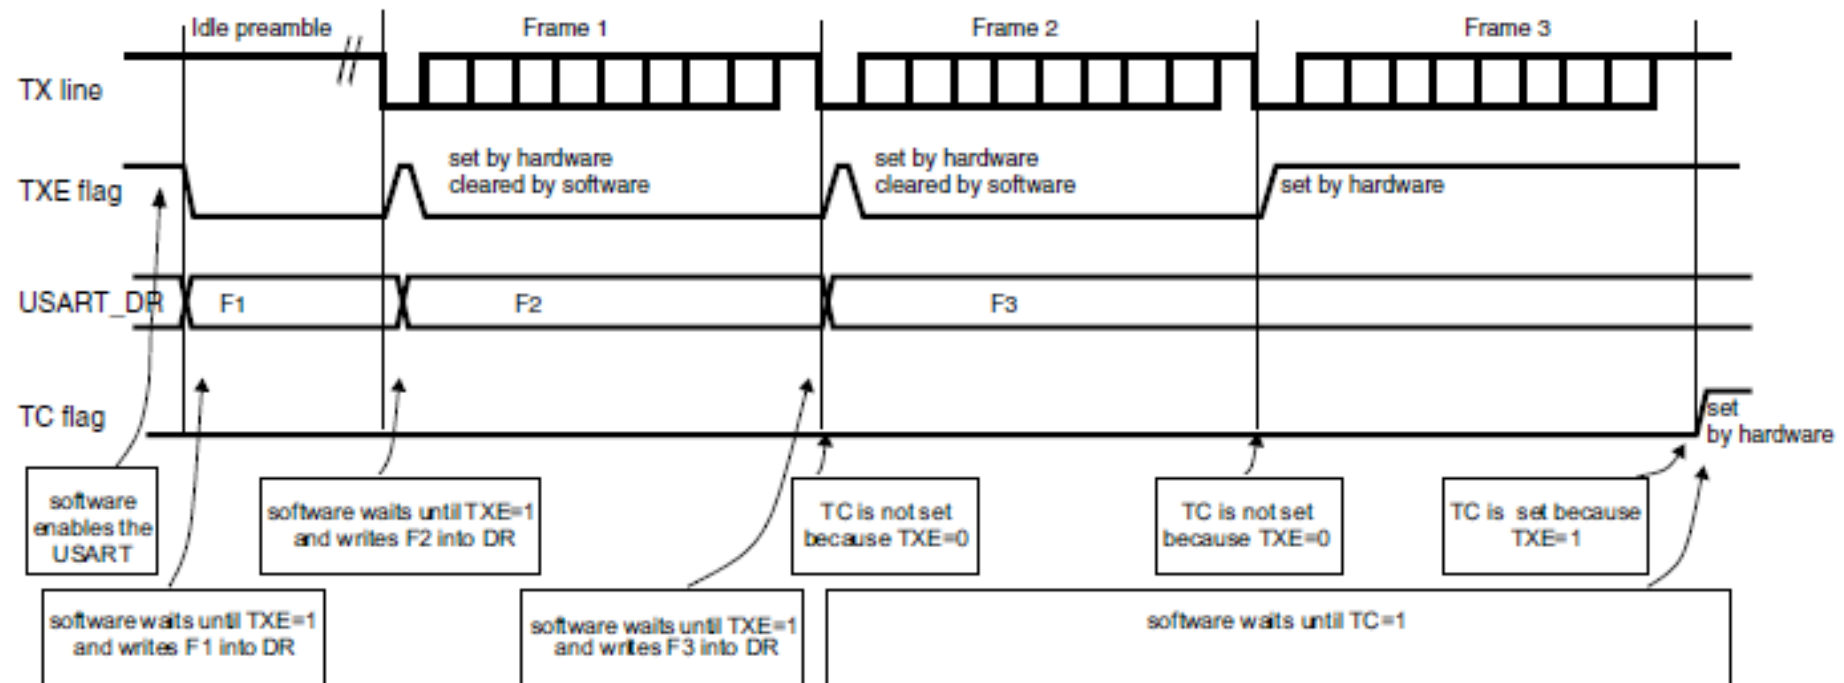 Idle preamble
Frame 1
Frame 2
Frame 3
TX line
TXE flag
set by hardware
cleared by software
set by hardware
cleared by software
set by hardware
USART_DR
F1
F2
F3
TC flag
set
by hardware
software
enables the
USART
software waits until TXE=1
and writes F2 into DR
TC is not set
because TXE=0
TC is not set
because TXE=0
TC is set because
TXE=1
software waits until TXE=1
and writes F1 into DR
software waits until TXE=1
and writes F3 into DR
software waits until TC=1